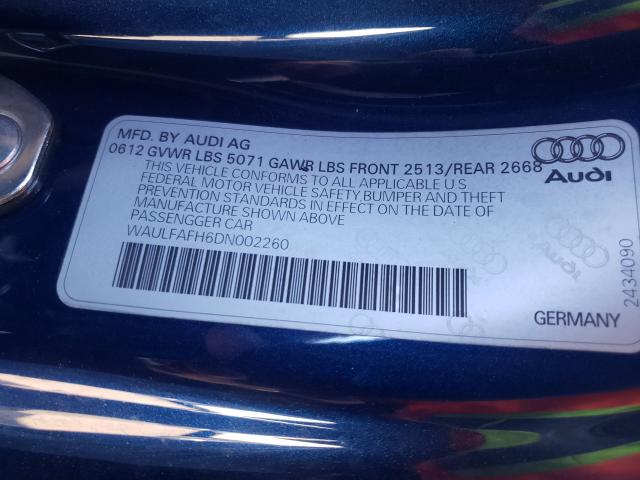 MFD. BY AUDI AG
0612 GVWR LBS 5071 GAWR LBS FRONT 2513/REAR 2668
THIS VEHICLE CONFORMS TO ALL APPLICABLE U.S
FEDERAL MOTOR VEHICLE SAFETY,BUMPER AND THEFT
PREVENTION STANDARDS IN EFFECT ON THE DATE OF
MANUFACTURE SHOWN ABOVE
PASSENGGER CAR
WAULFAFH6DN002260
Audi
Audi
GERMANY
2434090